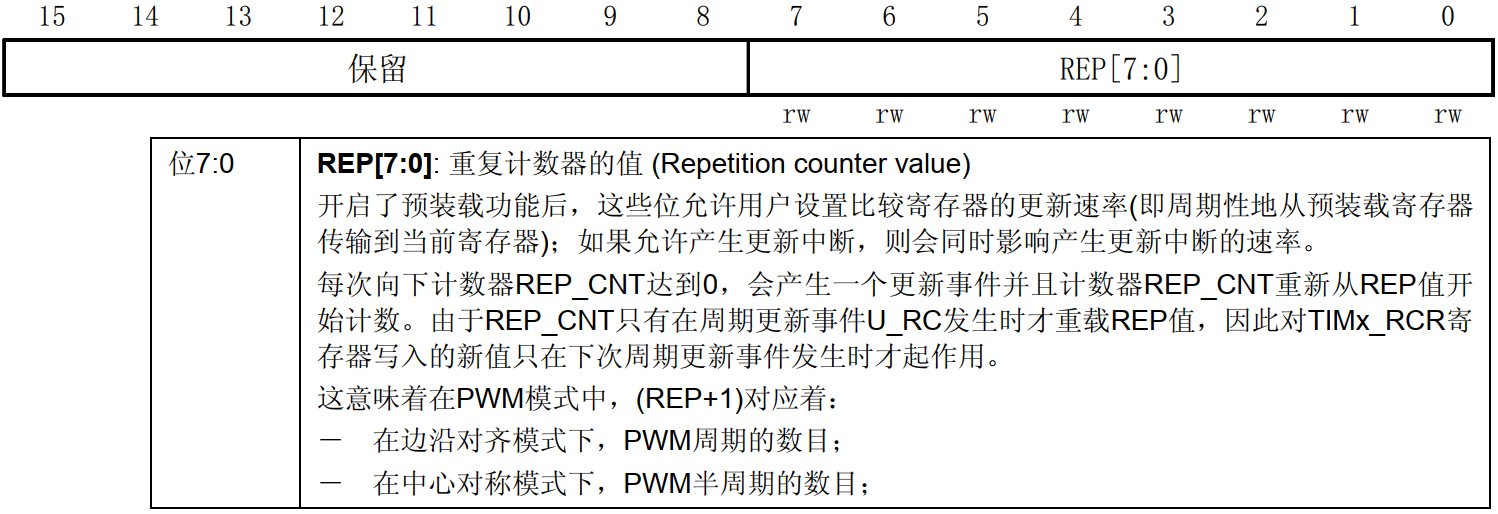 15 14 13 12 11 10 9 8 7 6 5 4 3 2 1 0
保留 REP[7:0]
rw rw rw rw rw rw rw rw
位7:0 REP[7:0]: 重复计数器的值 (Repetition counter value)
开启了预装载功能后，这些位允许用户设置比较寄存器的更新速率(即周期性地从预装载寄存器
传输到当前寄存器)；如果允许产生更新中断，则会同时影响产生更新中断的速率。
每次向下计数器REP_CNT达到0，会产生一个更新事件并且计数器REP_CNT重新从REP值开
始计数。由于REP_CNT只有在周期更新事件U_RC发生时才重载REP值，因此对TIMx_RCR寄
存器写入的新值只在下次周期更新事件发生时才起作用。
这意味着在PWM模式中，(REP+1)对应着：
－ 在边沿对齐模式下，PWM周期的数目；
－ 在中心对称模式下，PWM半周期的数目；